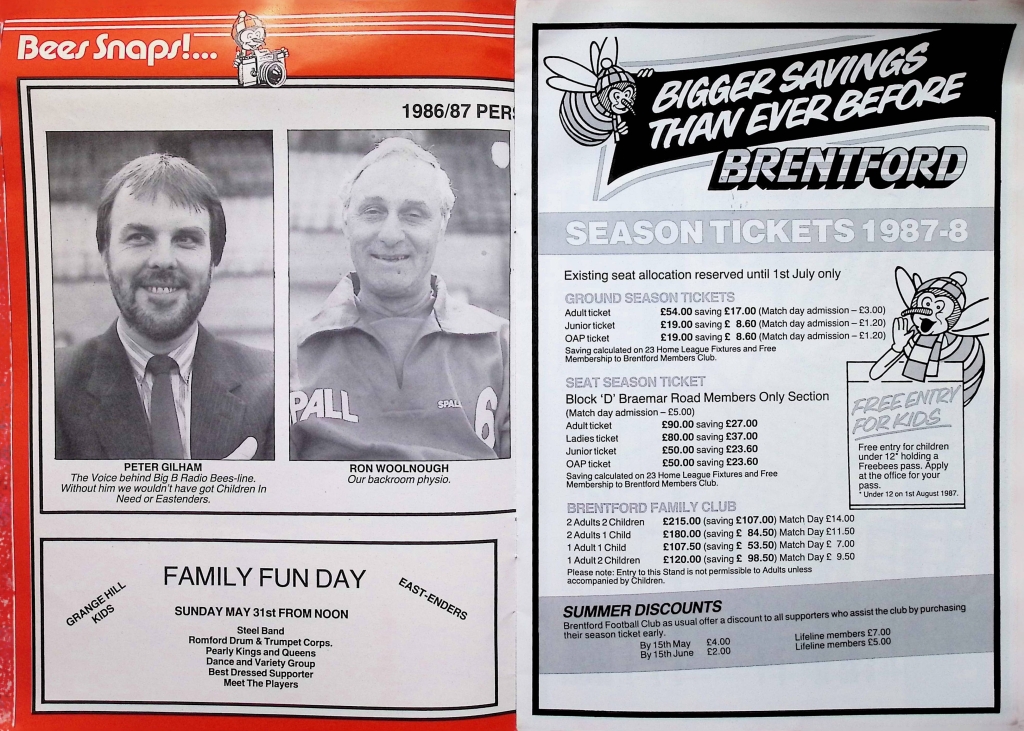 Bees Snaps!...
1986/87 PERS
PALL
SPALL
6
PETER GILHAM
The Voice behind Big B Radio Bees-line.
Without him we wouldn't have got Children In
Need or Eastenders.
RON WOOLNOUGH
Our backroom physio.
GRANGE HILL
KIDS
FAMILY FUN DAY
EAST-ENDERS
SUNDAY MAY 31st FROM NOON
Steel Band
Romford Drum & Trumpet Corps.
Pearly Kings and Queens
Dance and Variety Group
Best Dressed Supporter
Meet The Players
BIGGER SAVINGS
THAN EVER BEFORE
BRENTFORD
SEASON TICKETS 1987-8
Existing seat allocation reserved until 1st July only
GROUND SEASON TICKETS
Adult ticket £54.00 saving £17.00 (Match day admission – £3.00)
Junior ticket £19.00 saving £ 8.60 (Match day admission – £1.20)
OAP ticket £19.00 saving £ 8.60 (Match day admission – £1.20)
Saving calculated on 23 Home League Fixtures and Free
Membership to Brentford Members Club.
SEAT SEASON TICKET
Block 'D' Braemar Road Members Only Section
(Match day admission – £5.00)
Adult ticket £90.00 saving £27.00
Ladies ticket £80.00 saving £37.00
Junior ticket £50.00 saving £23.60
OAP ticket £50.00 saving £23.60
Saving calculated on 23 Home League Fixtures and Free
Membership to Brentford Members Club.
FREE ENTRY
FOR KIDS
Free entry for children
under 12* holding a
Freebees pass. Apply
at the office for your
pass.
* Under 12 on 1st August 1987.
BRENTFORD FAMILY CLUB
2 Adults 2 Children £215.00 (saving £107.00) Match Day £14.00
2 Adults 1 Child £180.00 (saving £ 84.50) Match Day £11.50
1 Adult 1 Child £107.50 (saving £ 53.50) Match Day £ 7.00
1 Adult 2 Children £120.00 (saving £ 98.50) Match Day £ 9.50
Please note: Entry to this Stand is not permissible to Adults unless
accompanied by Children.
SUMMER DISCOUNTS
Brentford Football Club as usual offer a discount to all supporters who assist the club by purchasing
their season ticket early.
By 15th May £4.00 Lifeline members £7.00
By 15th June £2.00 Lifeline members £5.00